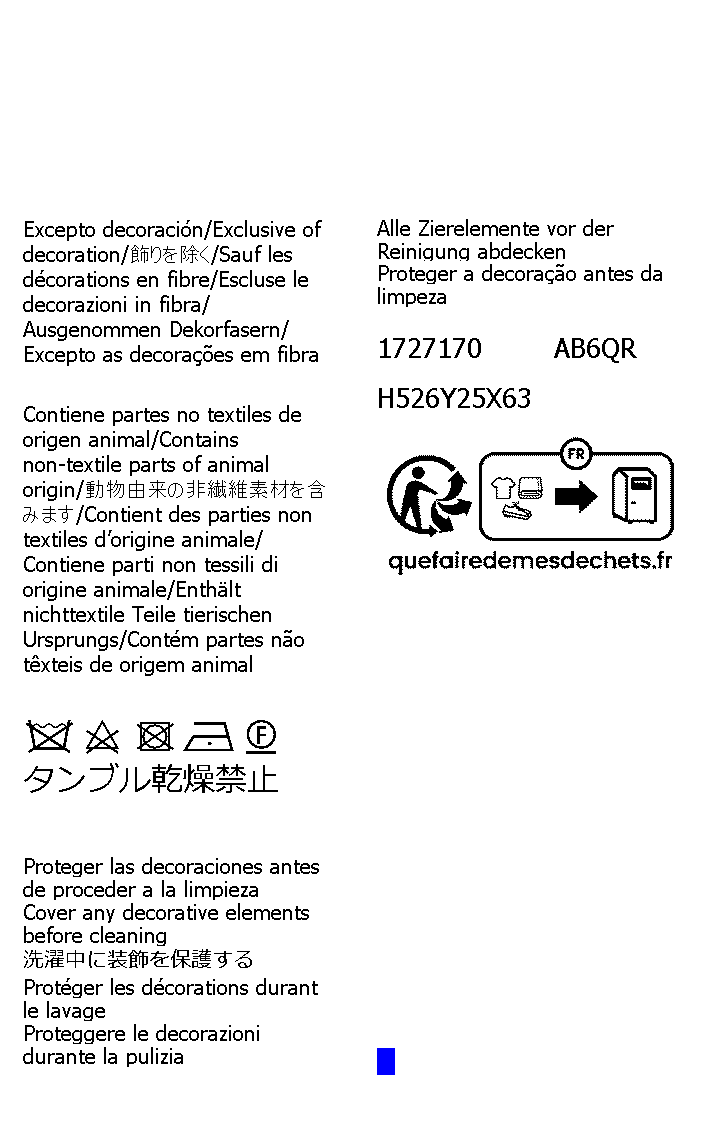 Excepto decoración/Exclusive of
decoration/飾りを除く/Sauf les
décorations en fibre/Escluse le
decorazioni in fibra/
Ausgenommen Dekorfasern/
Excepto as decorações em fibra
Contiene partes no textiles de
origen animal/Contains
non-textile parts of animal
origin/動物由来の非繊維素材を含
みます/Contient des parties non
textiles d'origine animale/
Contiene parti non tessili di
origine animale/Enthält
nichttextile Teile tierischen
Ursprungs/Contém partes não
têxteis de origem animal
F
タンブル乾燥禁止
Proteger las decoraciones antes
de proceder a la limpieza
Cover any decorative elements
before cleaning
洗濯中に装飾を保護する
Protéger les décorations durant
le lavage
Proteggere le decorazioni
durante la pulizia
Alle Zierelemente vor der
Reinigung abdecken
Proteger a decoração antes da
limpeza
1727170 AB6QR
H526Y25X63
FR
quefairedemesdechets.fr